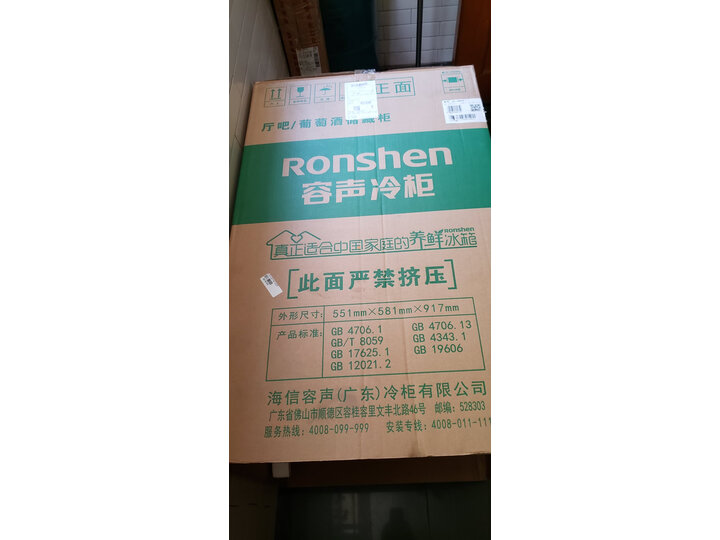 正面
厅吧/葡萄酒储藏柜
Ronshen
容声冷柜
Ronshen
真正适合中国家庭的养鲜冰箱
[此面严禁挤压]
外形尺寸: 551mm×581mm×917mm
产品标准: GB 4706.1 GB 4706.13
GB/T 8059 GB 4343.1
GB 17625.1 GB 19606
GB 12021.2
海信容声(广东)冷柜有限公司
广东省佛山市顺德区容桂容里文丰北路46号 邮编: 528303
服务热线: 4008-099-999 安装专线: 4008-011-111